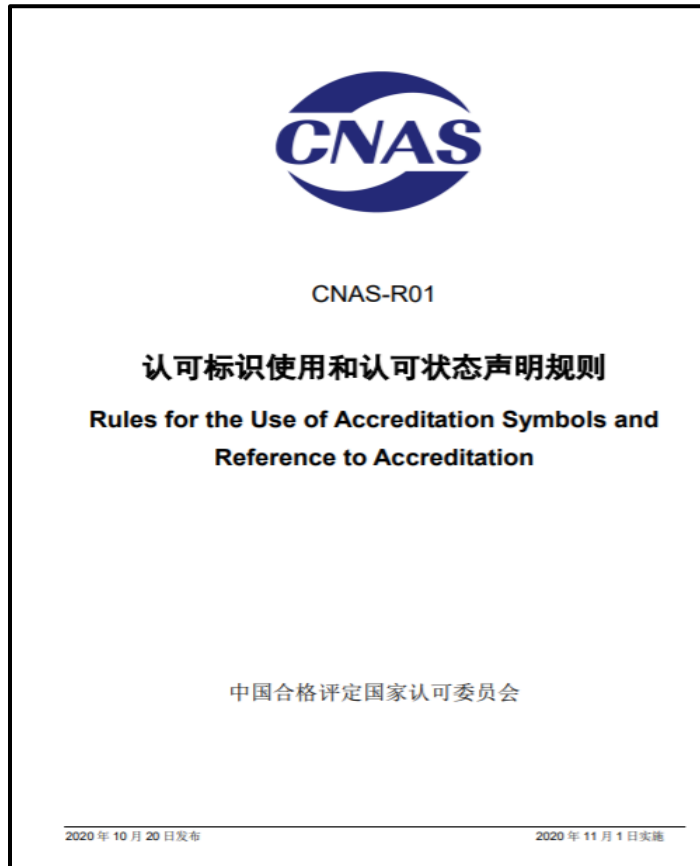 CNAS
CNAS-R01
认可标识使用和认可状态声明规则
Rules for the Use of Accreditation Symbols and
Reference to Accreditation
中国合格评定国家认可委员会
2020 年 10 月 20 日发布 2020 年 11 月 1 日实施